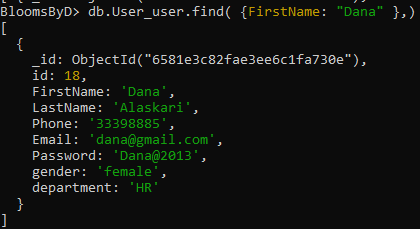 BloomsByD> db.User_user.find( {FirstName: "Dana" },)
[
  {
    _id: ObjectId("6581e3c82fae3ee6c1fa730e"),
    id: 18,
    FirstName: 'Dana',
    LastName: 'Alaskari',
    Phone: '33398885',
    Email: 'dana@gmail.com',
    Password: 'Dana@2013',
    gender: 'female',
    department: 'HR'
  }
]